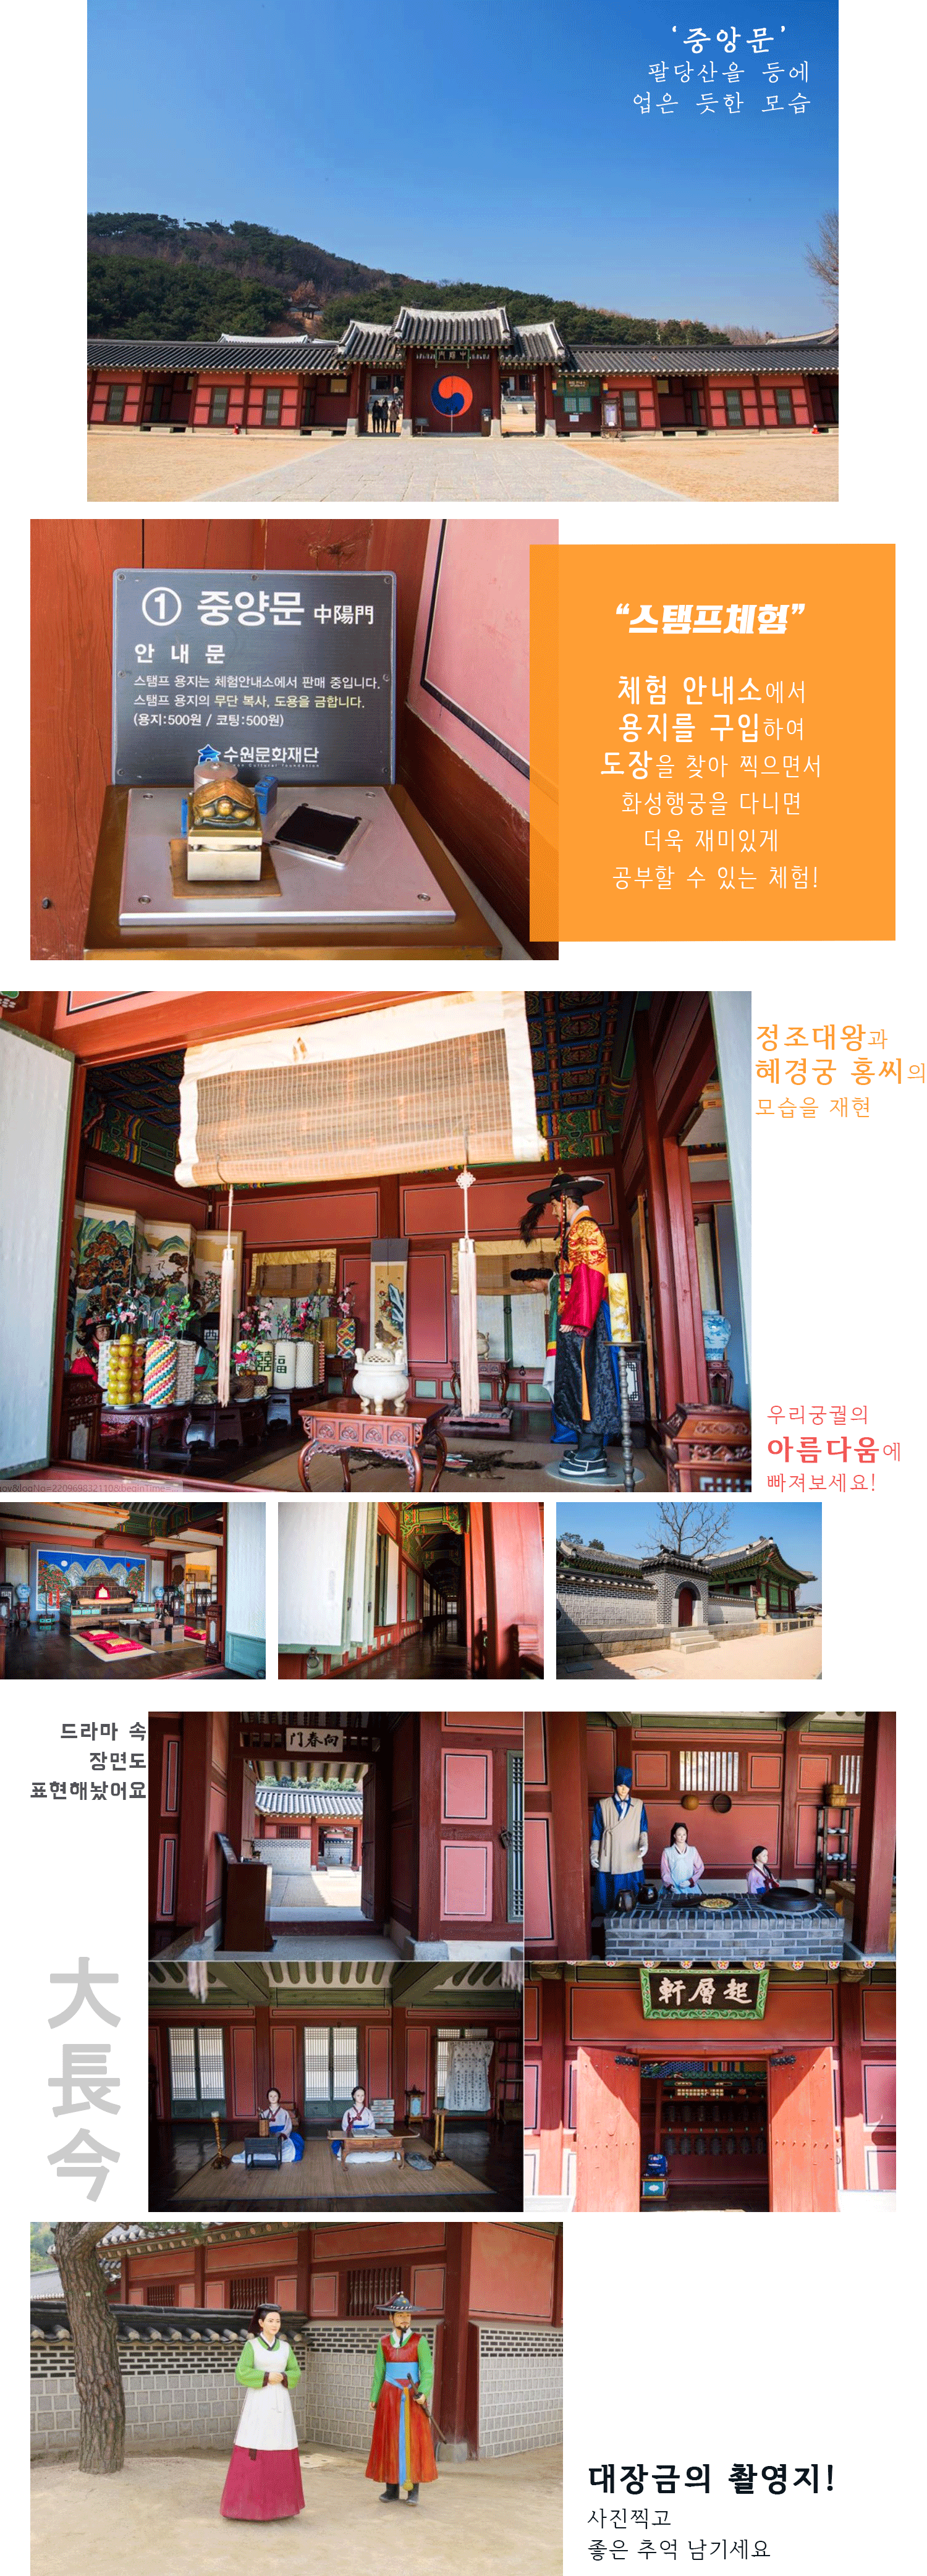 ‘중앙문’
팔당산을 등에
업은 듯한 모습
① 중양문 中陽門
안 내 문
스탬프 용지는 체험안내소에서 판매 중입니다.
스탬프 용지의 무단 복사, 도용을 금합니다.
(용지:500원 / 코팅:500원)
수원문화재단
“스탬프체험”
체험 안내소에서
용지를 구입하여
도장을 찾아 찍으면서
화성행궁을 다니면
더욱 재미있게
공부할 수 있는 체험!
정조대왕과
혜경궁 홍씨의
모습을 재현
우리궁궐의
아름다움에
빠져보세요!
드라마 속
장면도
표현해놨어요
門春向
軒層起
大
長
今
대장금의 촬영지!
사진찍고
좋은 추억 남기세요